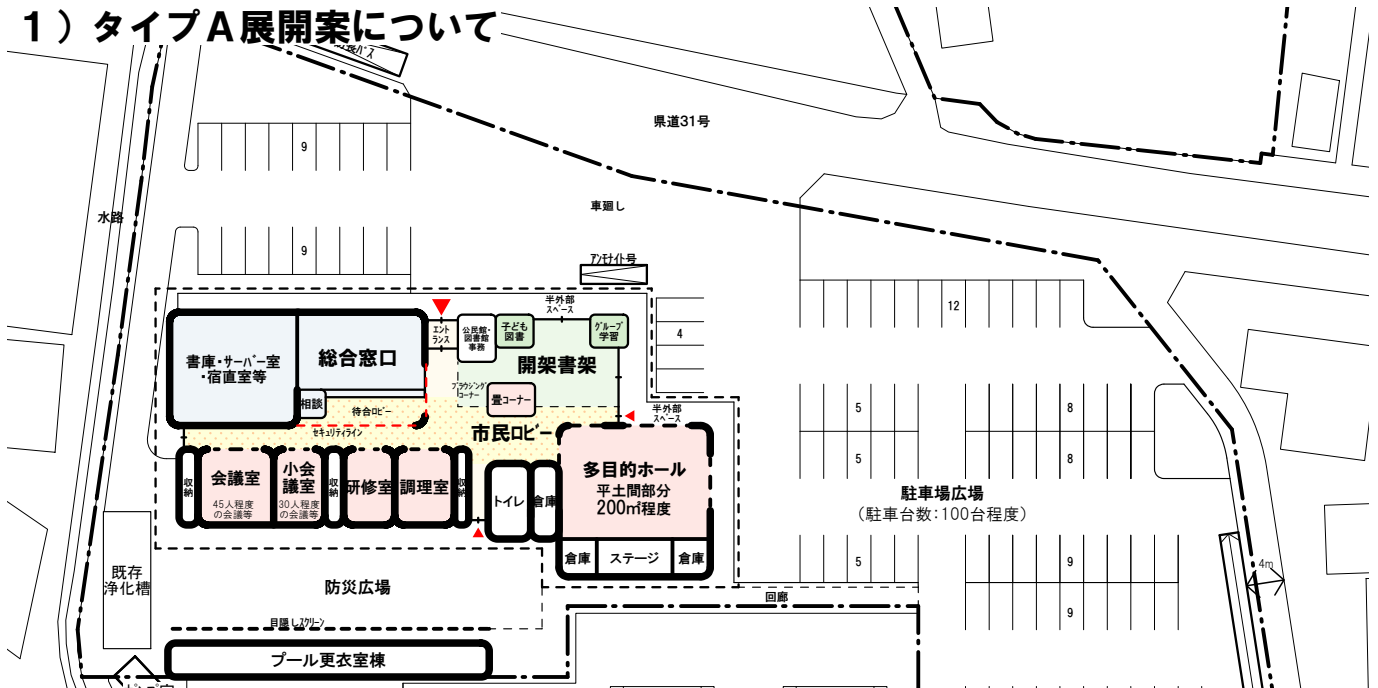 1）タイプA展開案について
県道31号
9
水路
車廻し
9
ｱﾝﾓﾅｲﾄ号
半外部
ｽﾍﾟｰｽ
12
4
ｴﾝﾄ
ﾗﾝｽ
公民館・
図書館
事務
子ども
図書
ｸﾞﾙｰﾌﾟ
学習
書庫・ｻｰﾊﾞｰ室
・宿直室等
総合窓口
開架書架
ﾌﾞﾗｳｼﾞﾝｸﾞ
ｺｰﾅｰ
畳ｺｰﾅｰ
相談
待合ﾛﾋﾞｰ
半外部
ｽﾍﾟｰｽ
5
8
ｾｷｭﾘﾃｨﾗｲﾝ
市民ﾛﾋﾞｰ
5
8
収納
会議室
45人程度
の会議等
小会
議室
30人程度
の会議等
収納
研修室
調理室
収納
トイレ
倉庫
多目的ホール
平土間部分
200㎡程度
駐車場広場
（駐車台数：100台程度）
倉庫
ステージ
倉庫
5
9
4m
既存
浄化槽
防災広場
回廊
9
目隠しｽｸﾘｰﾝ
プール更衣室棟